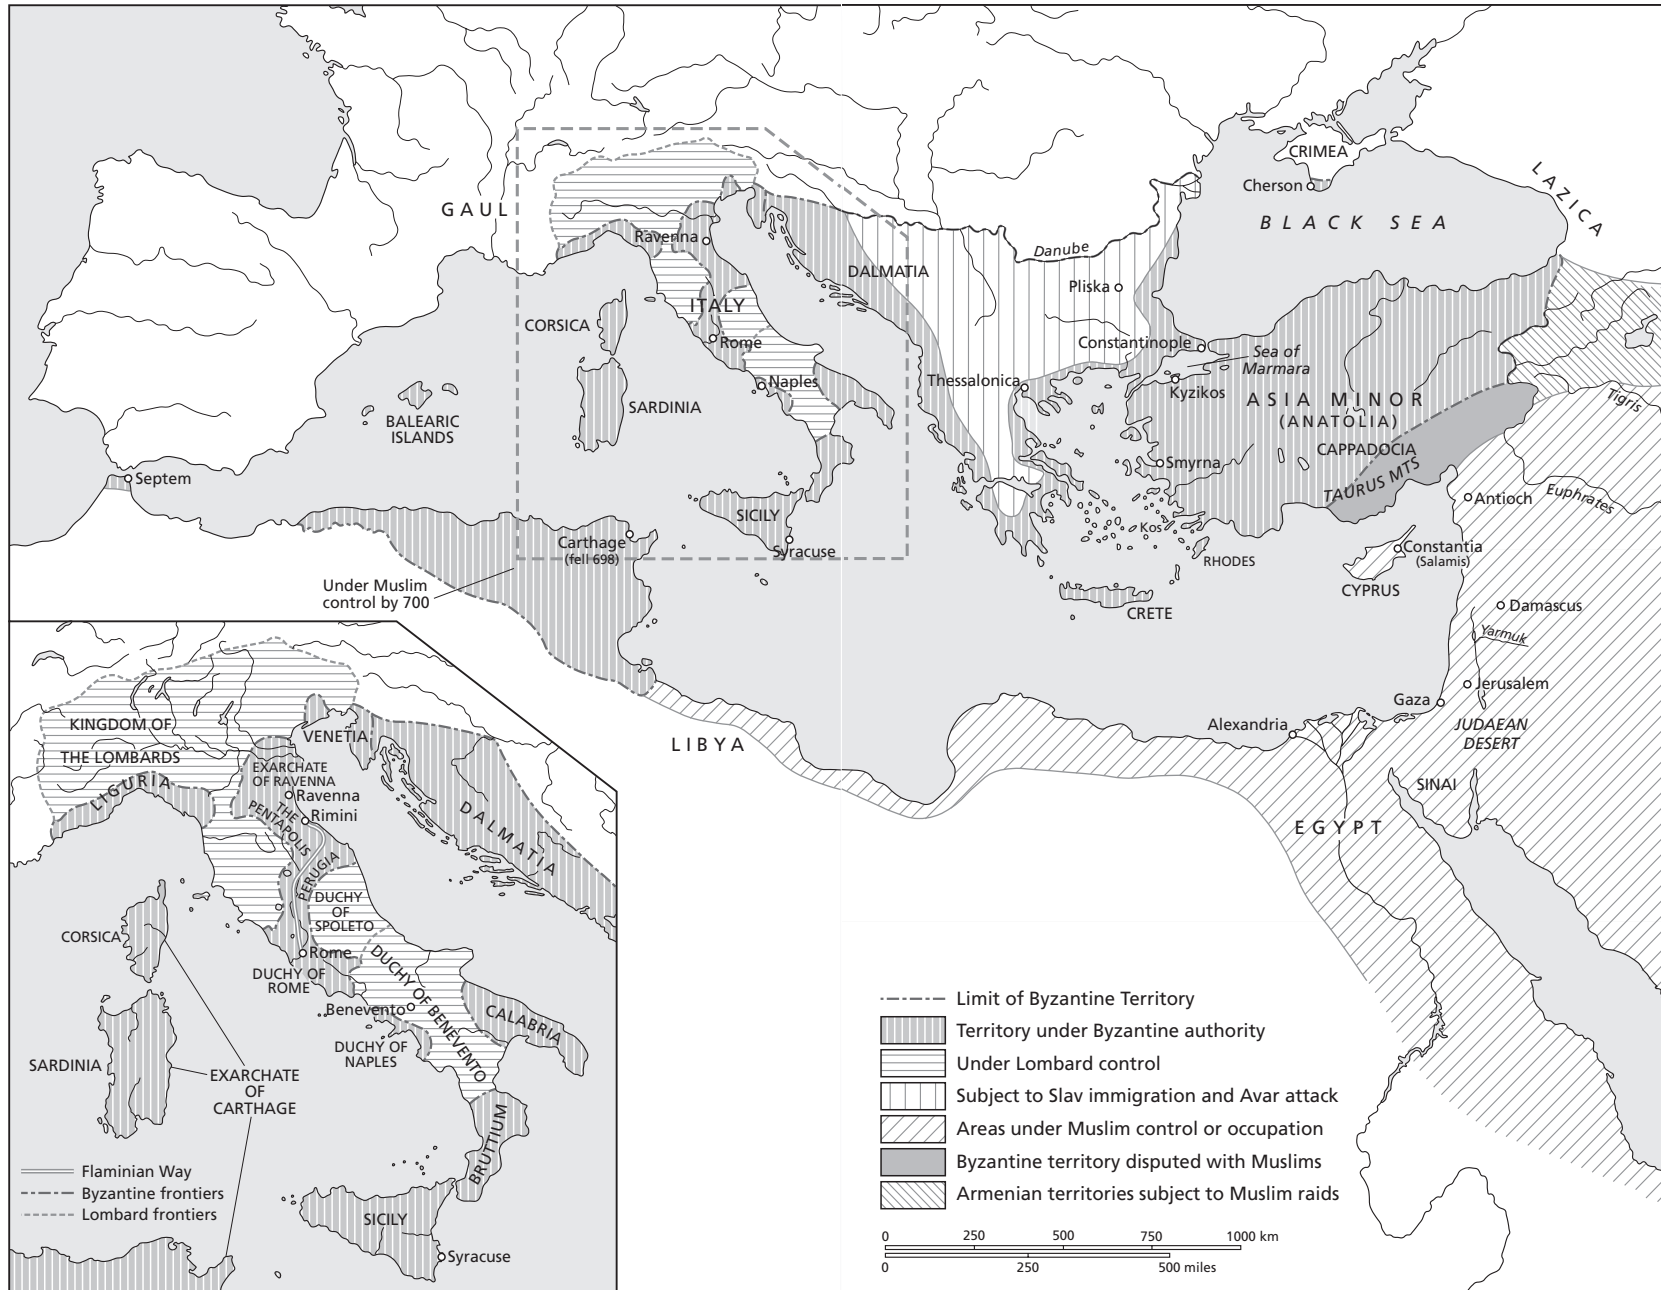 CRIMEA
Cherson
LAZICA
BLACK SEA
GAUL
Ravenna
Danube
DALMATIA
Pliska
ITALY
CORSICA
Rome
Constantinople
Sea of
Marmara
Thessalonica
Kyzikos
Naples
SARDINIA
ASIA MINOR
(ANATOLIA)
Tigris
BALEARIC
ISLANDS
CAPPADOCIA
Smyrna
TAURUS MTS
Septem
Antioch
Euphrates
SICILY
Kos
Carthage
(fell 698)
Syracuse
Constantia
(Salamis)
RHODES
CYPRUS
Under Muslim
control by 700
CRETE
Damascus
Yarmuk
Jerusalem
Gaza
Alexandria
JUDAEAN
DESERT
LIBYA
SINAI
EGYPT
KINGDOM OF
THE LOMBARDS
VENETIA
EXARCHATE
OF RAVENNA
LIGURIA
Ravenna
THE
PENTAPOLIS
Rimini
DALMATIA
PERUGIA
DUCHY
OF
SPOLETO
CORSICA
Rome
DUCHY OF
ROME
DUCHY OF BENEVENTO
Benevento
CALABRIA
DUCHY OF
NAPLES
SARDINIA
EXARCHATE
OF
CARTHAGE
BRUTTIUM
Flaminian Way
Byzantine frontiers
Lombard frontiers
SICILY
Syracuse
Limit of Byzantine Territory
Territory under Byzantine authority
Under Lombard control
Subject to Slav immigration and Avar attack
Areas under Muslim control or occupation
Byzantine territory disputed with Muslims
Armenian territories subject to Muslim raids
0 250 500 750 1000 km
0 250 500 miles